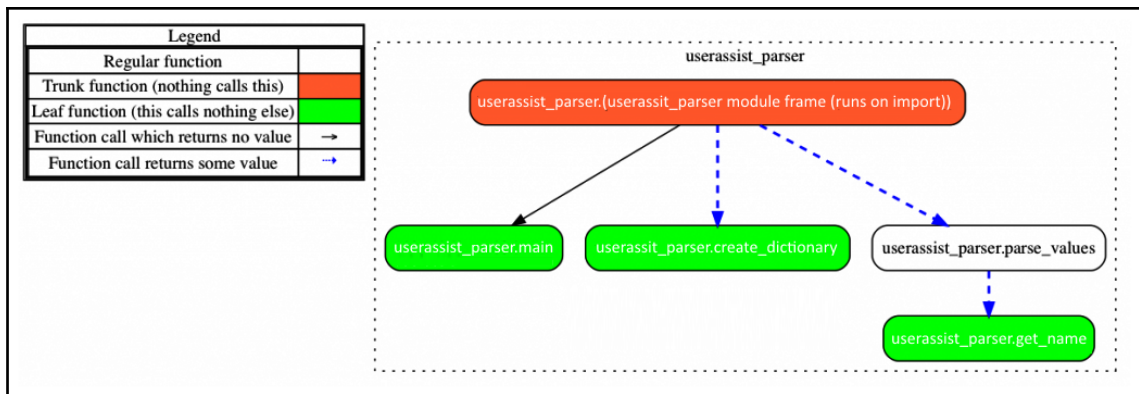 Legend
Regular function
Trunk function (nothing calls this)
Leaf function (this calls nothing else)
Function call which returns no value
Function call returns some value
userassist_parser
userassist_parser.(userassit_parser module frame (runs on import))
userassist_parser.main
userassit_parser.create_dictionary
userassist_parser.parse_values
userassist_parser.get_name